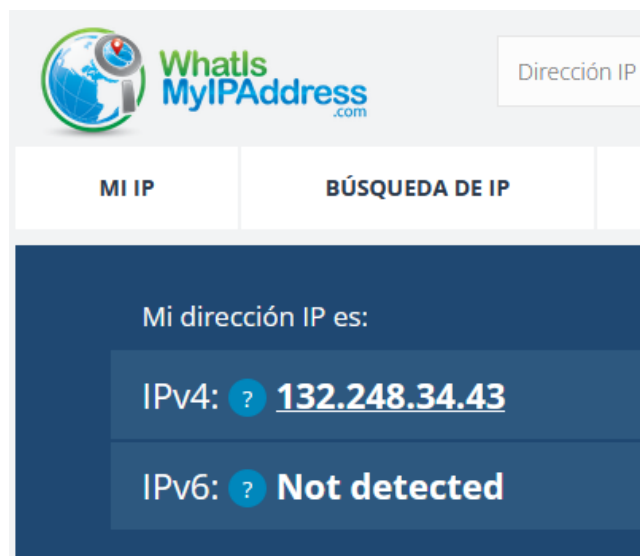 WhatIs
MyIPAddress
.com
Dirección IP
MI IP
BÚSQUEDA DE IP
Mi dirección IP es:
IPv4: ? 132.248.34.43
IPv6: ? Not detected